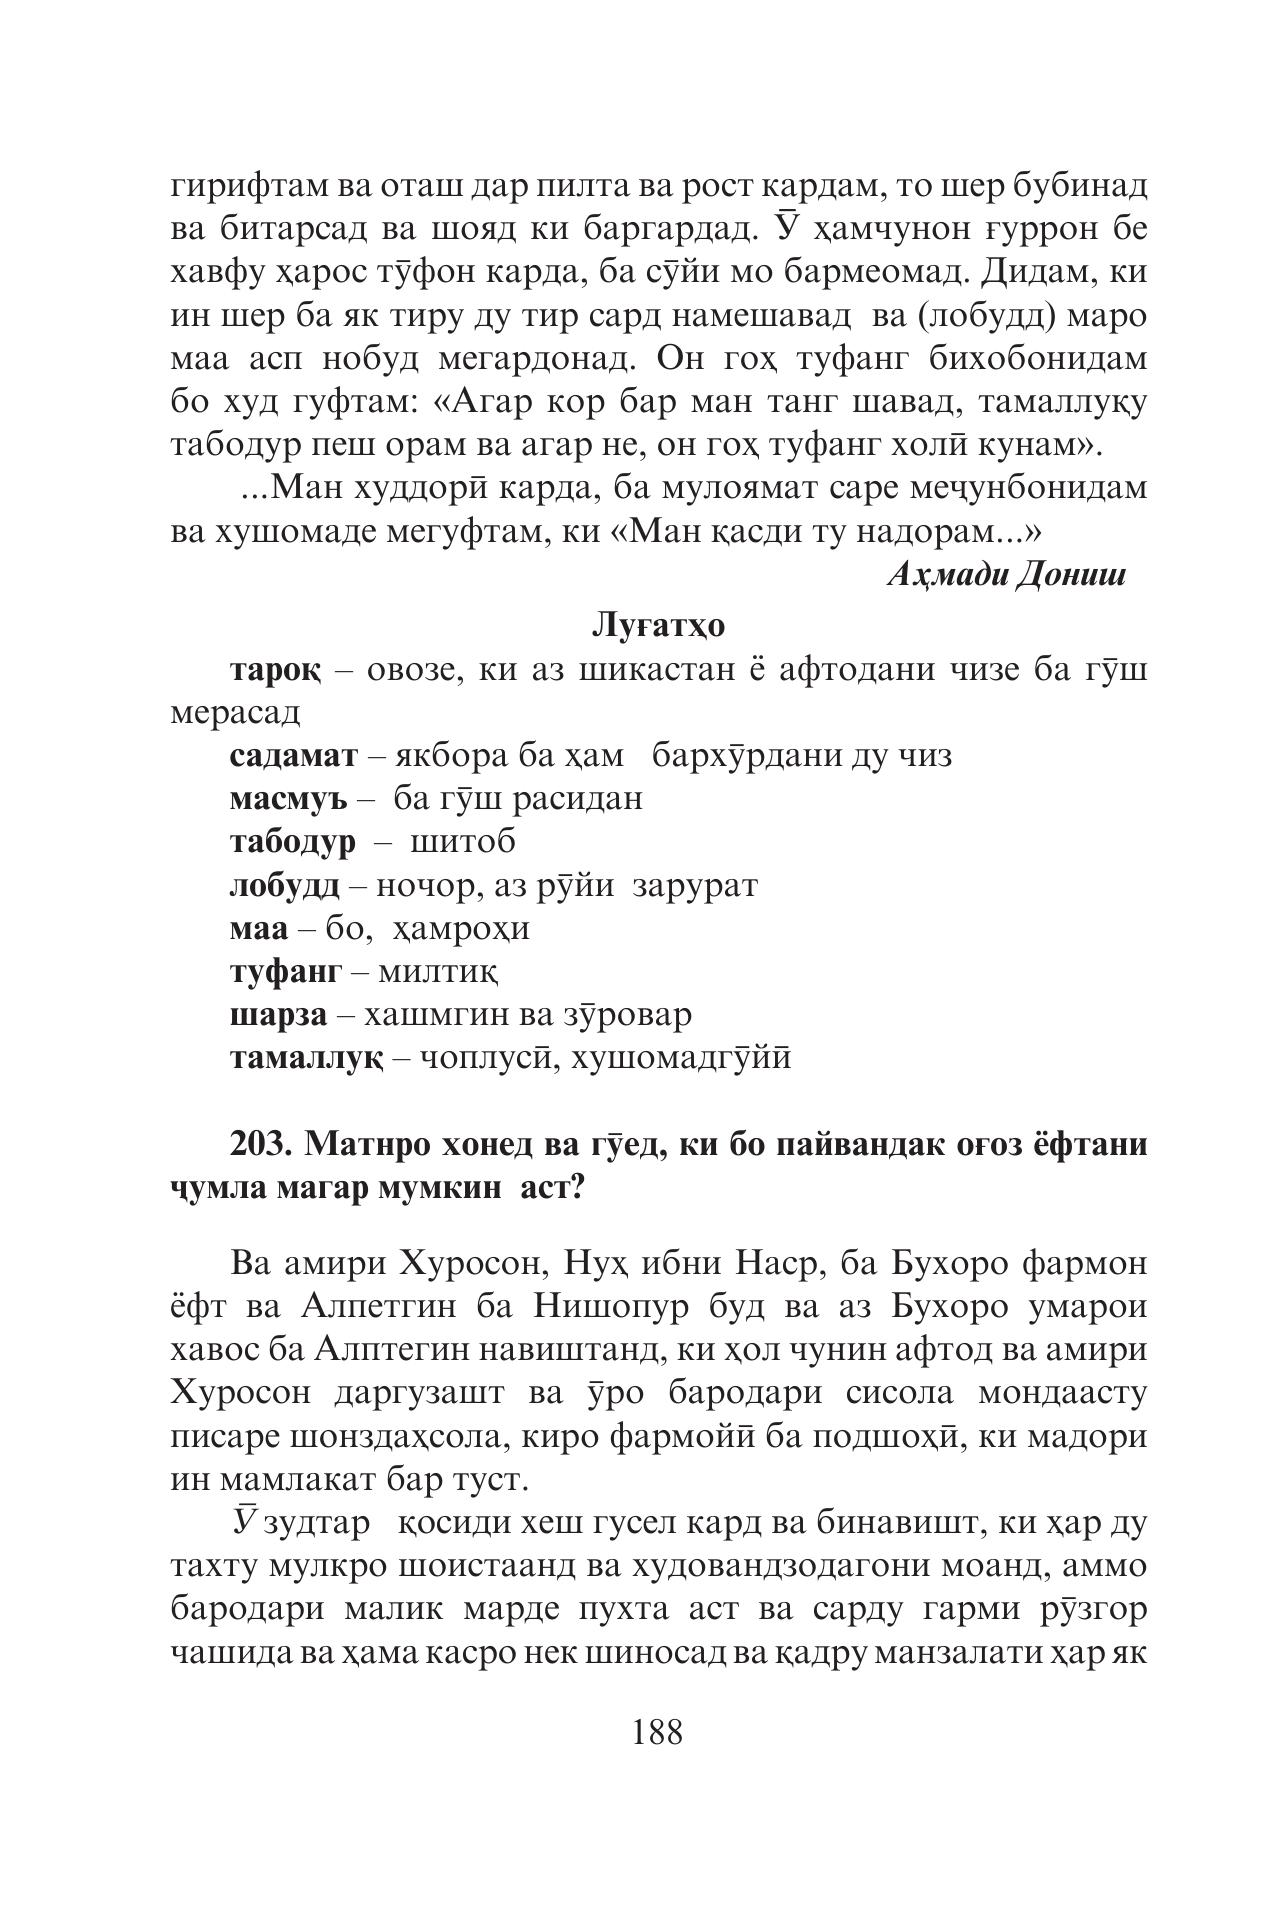 гирифтам ва оташ дар пилта ва рост кардам, то шер бубинад
ва битарсад ва шояд ки баргардад. Ӯ ҳамчунон ғуррон бе
хавфу ҳарос тӯфон карда, ба сӯйи мо бармеомад. Дидам, ки
ин шер ба як тиру ду тир сард намешавад ва (лобудд) маро
маа асп нобуд мегардонад. Он гоҳ туфанг бихобонидам
бо худ гуфтам: «Агар кор бар ман танг шавад, тамаллуқу
табодур пеш орам ва агар не, он гоҳ туфанг холӣ кунам».
...Ман худдорӣ карда, ба мулоямат саре меҷунбонидам
ва хушомаде мегуфтам, ки «Ман қасди ту надорам...»
Аҳмади Дониш
Луғатҳо
тароқ – овозе, ки аз шикастан ё афтодани чизе ба гӯш
мерасад
садамат – якбора ба ҳам бархӯрдани ду чиз
масмуъ – ба гӯш расидан
табодур – шитоб
лобудд – ночор, аз рӯйи зарурат
маа – бо, ҳамроҳи
туфанг – милтиқ
шарза – хашмгин ва зӯровар
тамаллуқ – чоплусӣ, хушомадгӯйӣ
203. Матнро хонед ва гӯед, ки бо пайвандак оғоз ёфтани
ҷумла магар мумкин аст?
Ва амири Хуросон, Нуҳ ибни Наср, ба Бухоро фармон
ёфт ва Алпетгин ба Нишопур буд ва аз Бухоро умарои
хавос ба Алптегин навиштанд, ки ҳол чунин афтод ва амири
Хуросон даргузашт ва ӯро бародари сисола мондаасту
писаре шонздаҳсола, киро фармойӣ ба подшоҳӣ, ки мадори
ин мамлакат бар туст.
Ӯ зудтар қосиди хеш гусел кард ва бинавишт, ки ҳар ду
тахту мулкро шоистаанд ва худовандзодагони моанд, аммо
бародари малик марде пухта аст ва сарду гарми рӯзгор
чашида ва ҳама касро нек шиносад ва қадру манзалати ҳар як
188